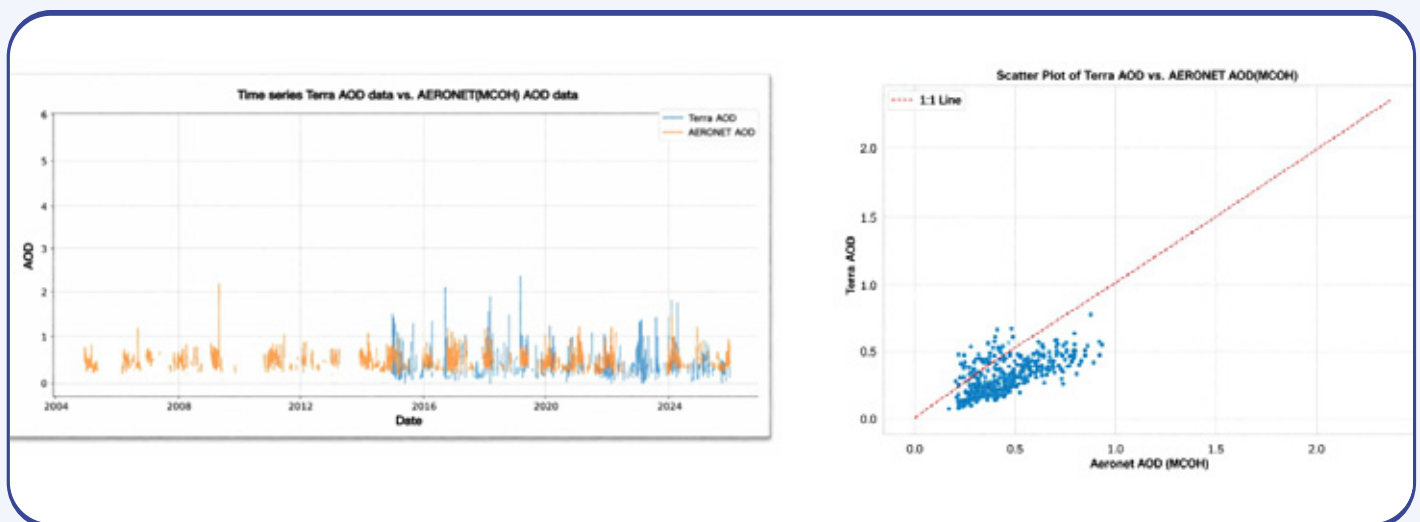 Time series Terra AOD data vs. AERONET(MCOH) AOD data
Terra AOD
AERONET AOD
6
5
4
3
2
1
0
AOD
2004 2008 2012 2016 2020 2024
Date
Scatter Plot of Terra AOD vs. AERONET AOD(MCOH)
1:1 Line
2.0
1.5
1.0
0.5
0.0
Terra AOD
0.0 0.5 1.0 1.5 2.0
Aeronet AOD (MCOH)